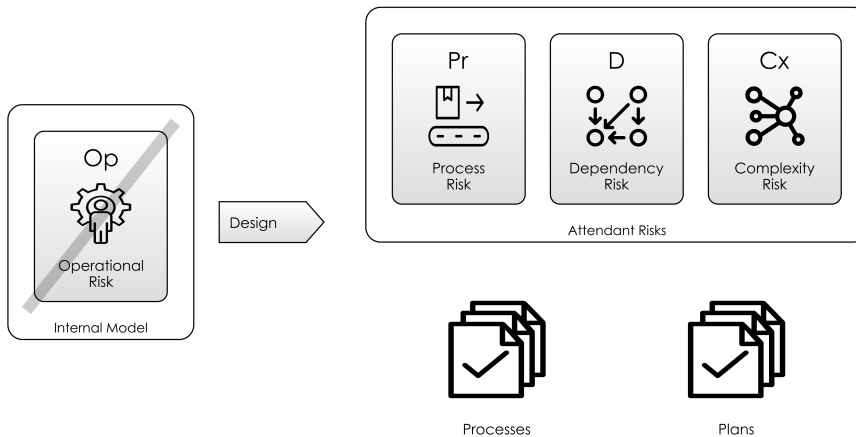 Op
Operational
Risk
Internal Model
Design
Pr
Process
Risk
D
Dependency
Risk
Cx
Complexity
Risk
Attendant Risks
Processes
Plans